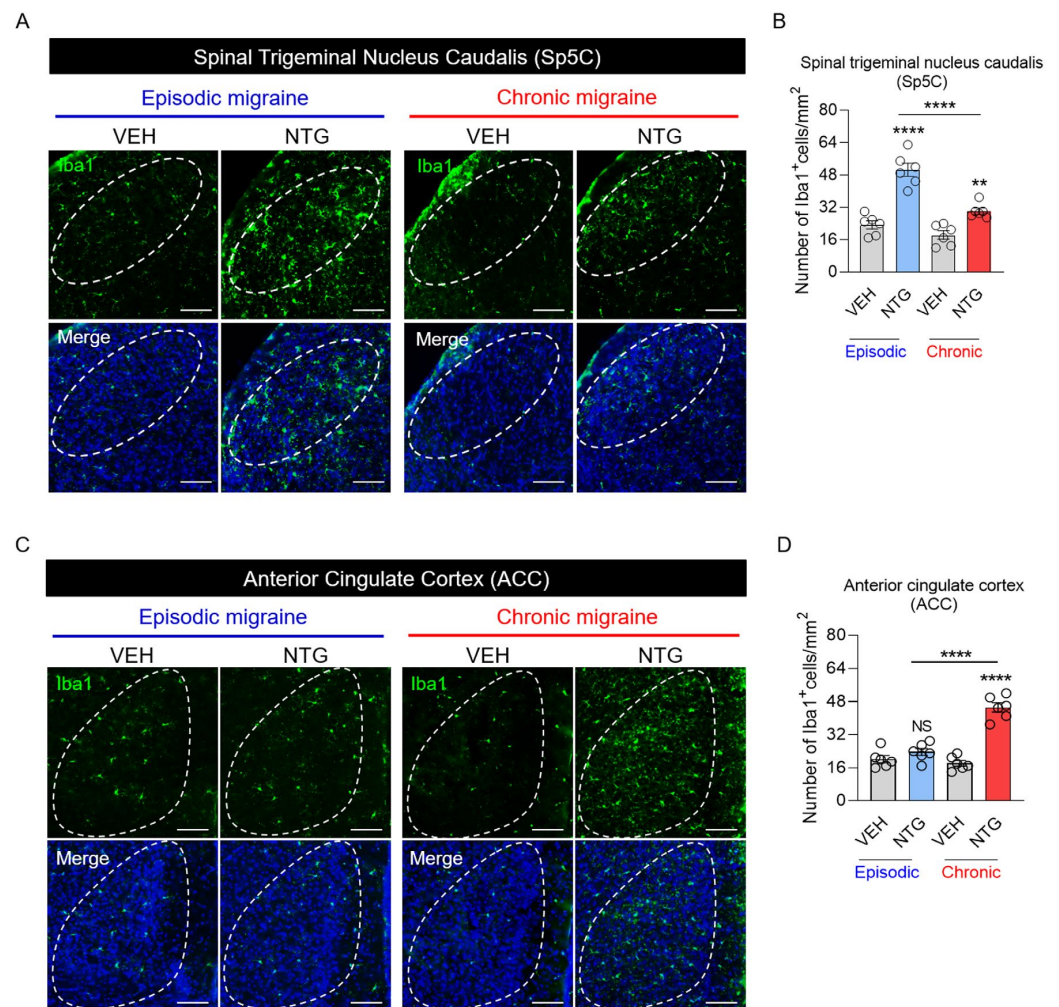 A
Spinal Trigeminal Nucleus Caudalis (Sp5C)
Episodic migraine
Chronic migraine
VEH
NTG
VEH
NTG
Iba1
Iba1
Merge
Merge
B
Spinal trigeminal nucleus caudalis
(Sp5C)
Number of Iba1+cells/mm2
80
64
48
32
16
0
****
****
**
VEH
NTG
VEH
NTG
Episodic
Chronic
C
Anterior Cingulate Cortex (ACC)
Episodic migraine
Chronic migraine
VEH
NTG
VEH
NTG
Iba1
Iba1
Merge
Merge
D
Anterior cingulate cortex
(ACC)
Number of Iba1+cells/mm2
80
64
48
32
16
0
****
****
NS
VEH
NTG
VEH
NTG
Episodic
Chronic